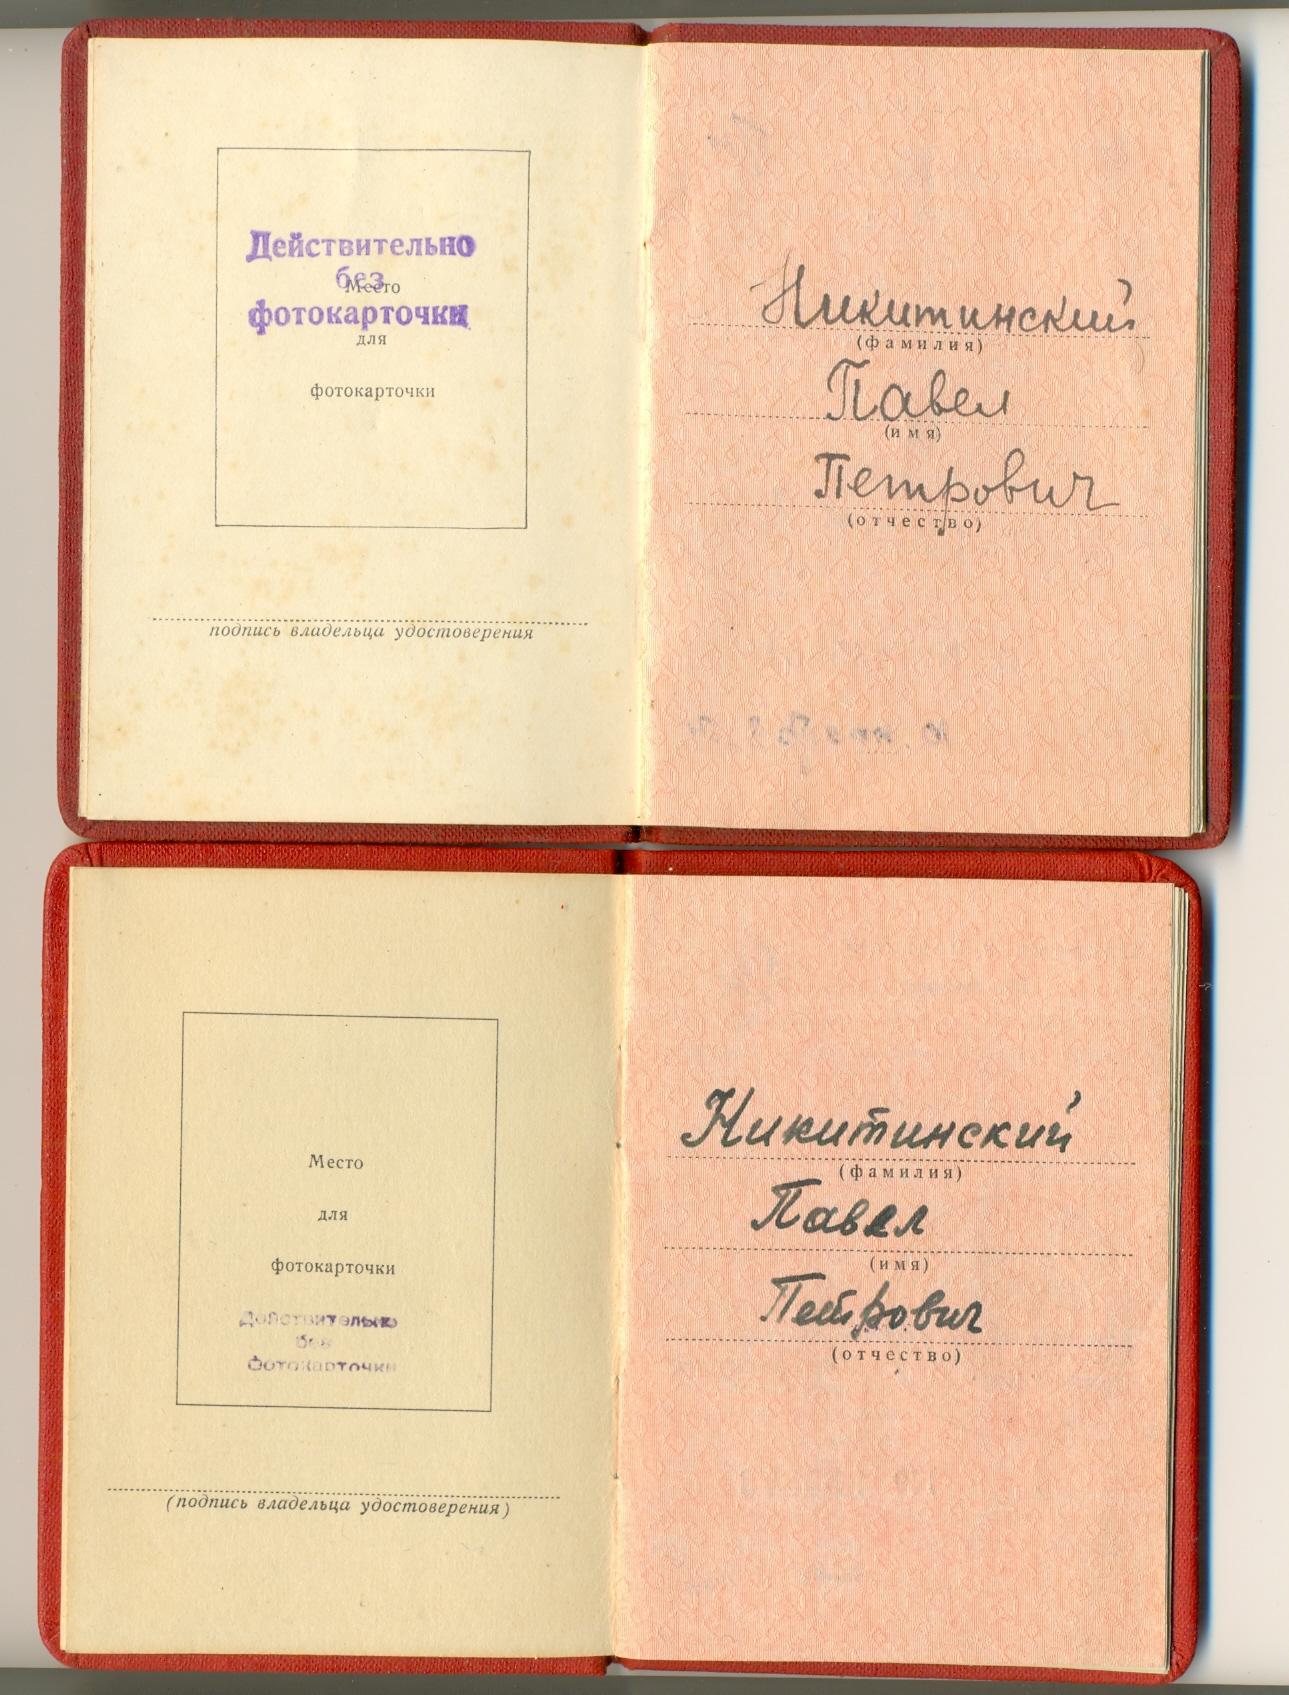 Действительно
без
фотокарточки
Место
для
фотокарточки
подпись владельца удостоверения
Никитинский
(фамилия)
Павел
(имя)
Петрович
(отчество)
Место
для
фотокарточки
Действительно
без
Фотокарточки
(подпись владельца удостоверения)
Никитинский
(фамилия)
Павел
(имя)
Петрович
(отчество)